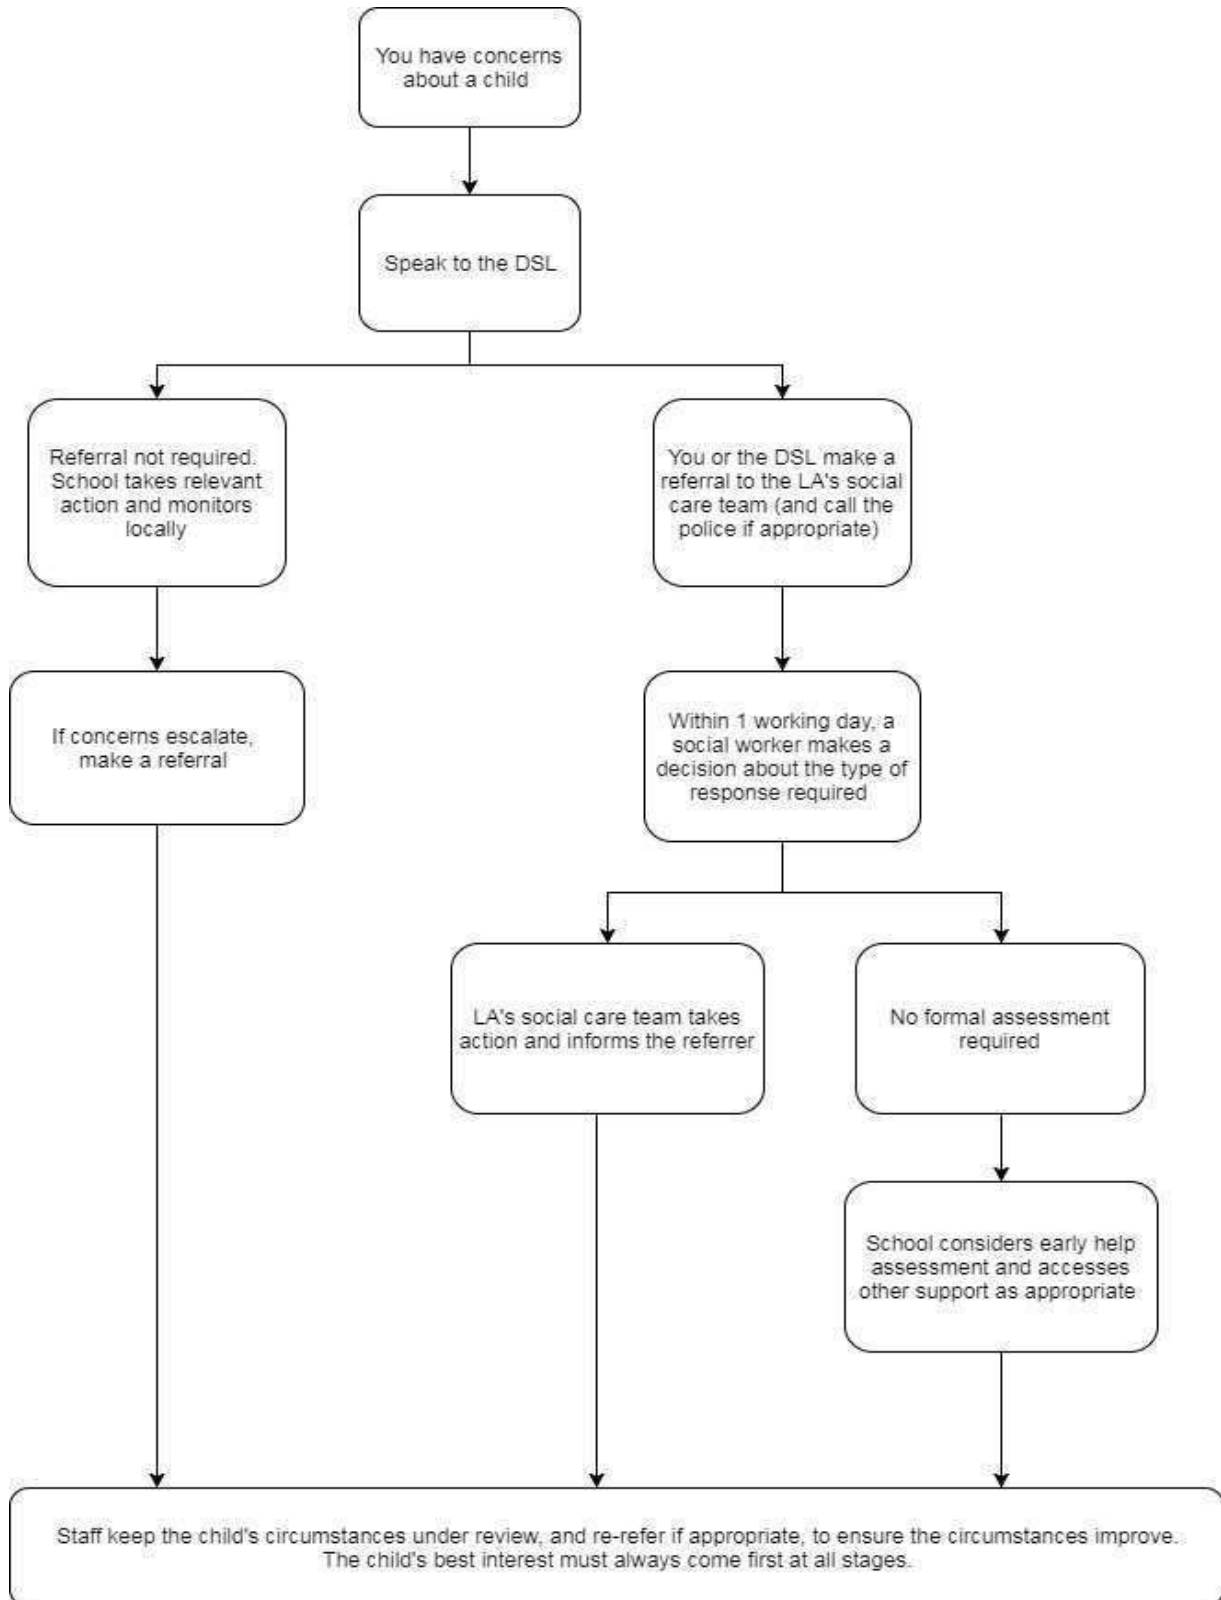 You have concerns
about a child
Speak to the DSL
Referral not required.
School takes relevant
action and monitors
locally
You or the DSL make a
referral to the LA's social
care team (and call the
police if appropriate)
If concerns escalate,
make a referral
Within 1 working day, a
social worker makes a
decision about the type of
response required
LA's social care team takes
action and informs the referrer
No formal assessment
required
School considers early help
assessment and accesses
other support as appropriate
Staff keep the child's circumstances under review, and re-refer if appropriate, to ensure the circumstances improve.
The child's best interest must always come first at all stages.